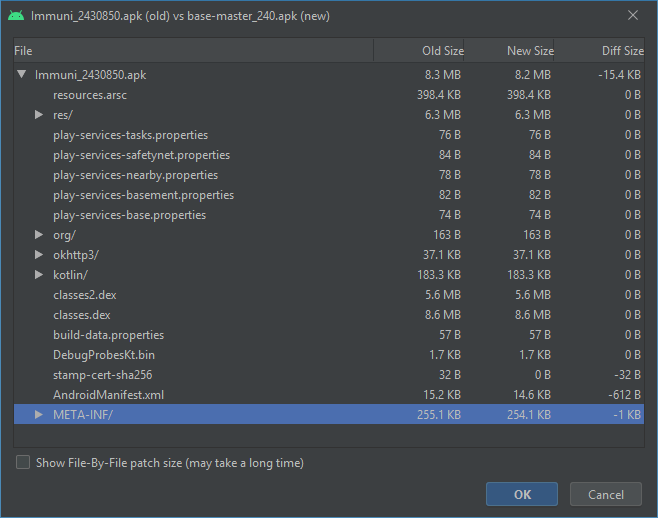 Immuni_2430850.apk (old) vs base-master_240.apk (new)
File Old Size New Size Diff Size
Immuni_2430850.apk 8.3 MB 8.2 MB -15.4 KB
resources.arsc 398.4 KB 398.4 KB 0 B
res/ 6.3 MB 6.3 MB 0 B
play-services-tasks.properties 76 B 76 B 0 B
play-services-safetynet.properties 84 B 84 B 0 B
play-services-nearby.properties 78 B 78 B 0 B
play-services-basement.properties 82 B 82 B 0 B
play-services-base.properties 74 B 74 B 0 B
org/ 163 B 163 B 0 B
okhttp3/ 37.1 KB 37.1 KB 0 B
kotlin/ 183.3 KB 183.3 KB 0 B
classes2.dex 5.6 MB 5.6 MB 0 B
classes.dex 8.6 MB 8.6 MB 0 B
build-data.properties 57 B 57 B 0 B
DebugProbesKt.bin 1.7 KB 1.7 KB 0 B
stamp-cert-sha256 32 B 0 B -32 B
AndroidManifest.xml 15.2 KB 14.6 KB -612 B
META-INF/ 255.1 KB 254.1 KB -1 KB
Show File-By-File patch size (may take a long time)
OK Cancel